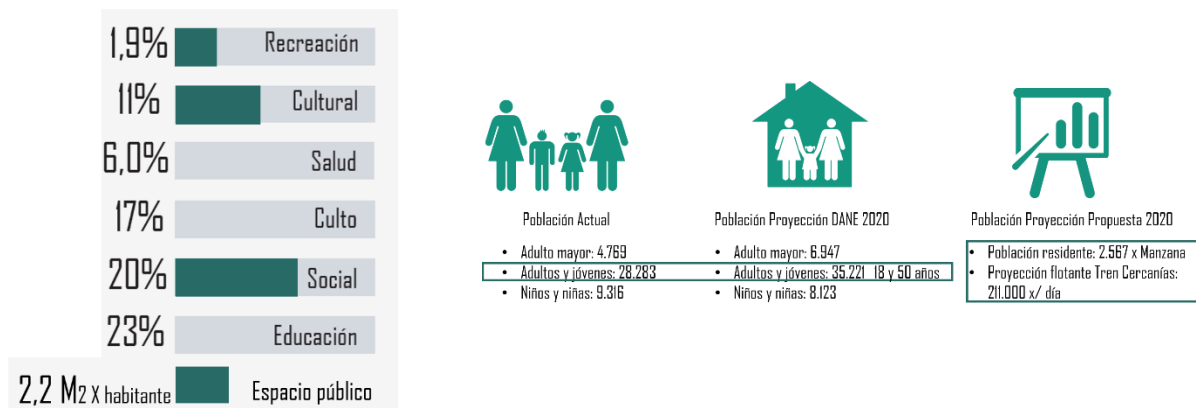 1,9% Recreación
11% Cultural
6,0% Salud
17% Culto
20% Social
23% Educación
2,2 M2 X habitante Espacio público
Población Actual
• Adulto mayor: 4.769
• Adultos y jóvenes: 28.283
• Niños y niñas: 9.316
Población Proyección DANE 2020
• Adulto mayor: 6.947
• Adultos y jóvenes: 35.221 18 y 50 años
• Niños y niñas: 8.123
Población Proyección Propuesta 2020
• Población residente: 2.567 x Manzana
• Proyección flotante Tren Cercanías:
211.000 x/ día